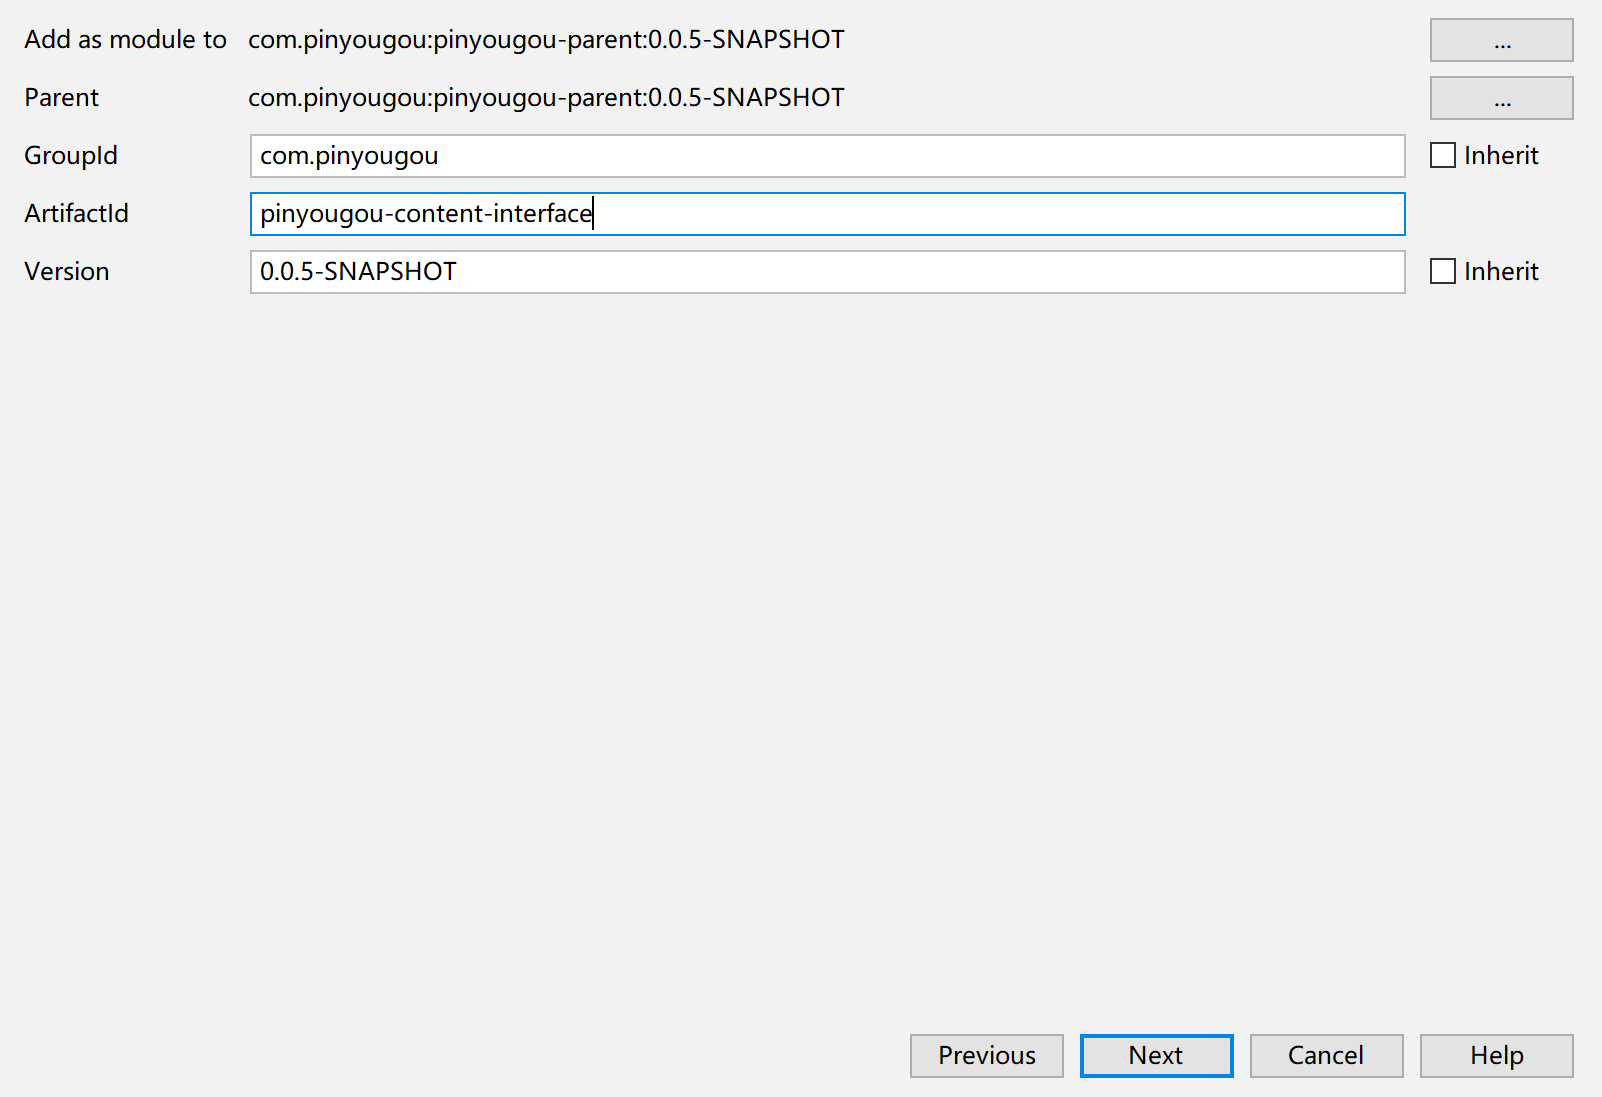 Add as module to com.pinyougou:pinyougou-parent:0.0.5-SNAPSHOT ...
Parent com.pinyougou:pinyougou-parent:0.0.5-SNAPSHOT ...
GroupId com.pinyougou Inherit
ArtifactId pinyougou-content-interface
Version 0.0.5-SNAPSHOT Inherit
Previous Next Cancel Help